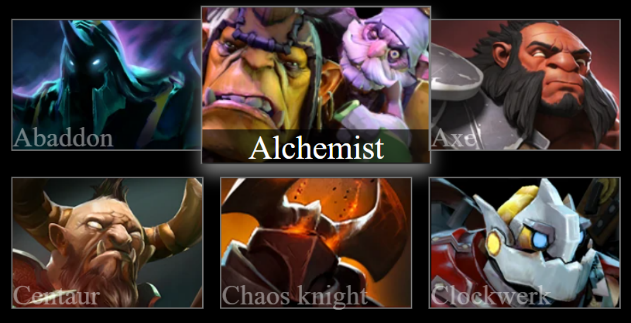 Abaddon
Alchemist
Axe
Centaur
Chaos knight
Clockwerk